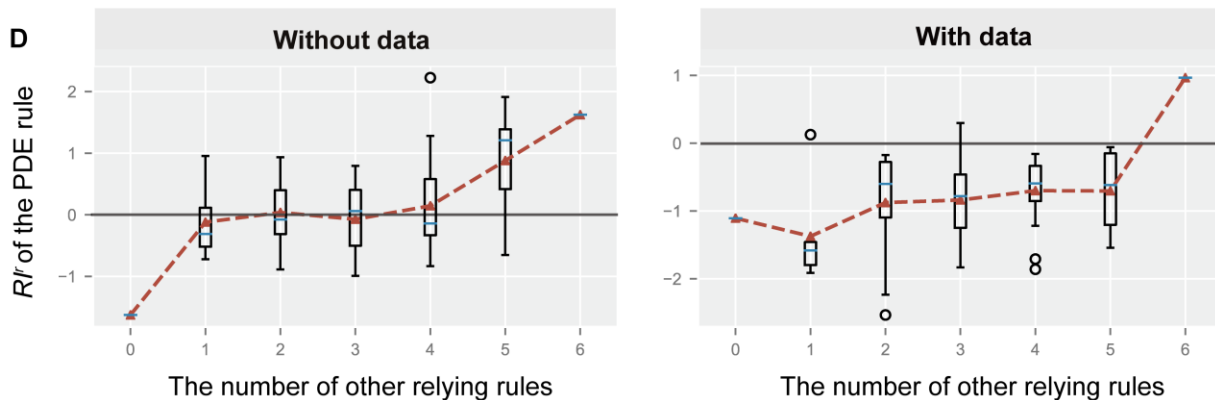 D
Without data
With data
RIʳ of the PDE rule
2
1
0
−1
0 1 2 3 4 5 6
The number of other relying rules
1
0
−1
−2
0 1 2 3 4 5 6
The number of other relying rules